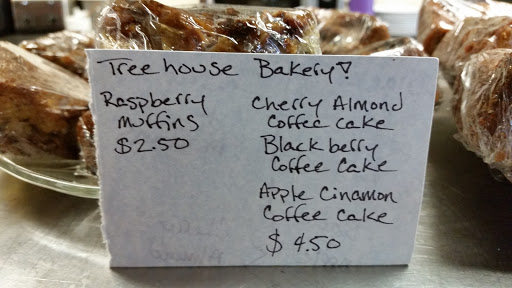 Treehouse Bakery!
Raspberry
muffins
$2.50
Cherry Almond
Coffee cake
Blackberry
Coffee Cake
Apple Cinamon
Coffee Cake
$4.50